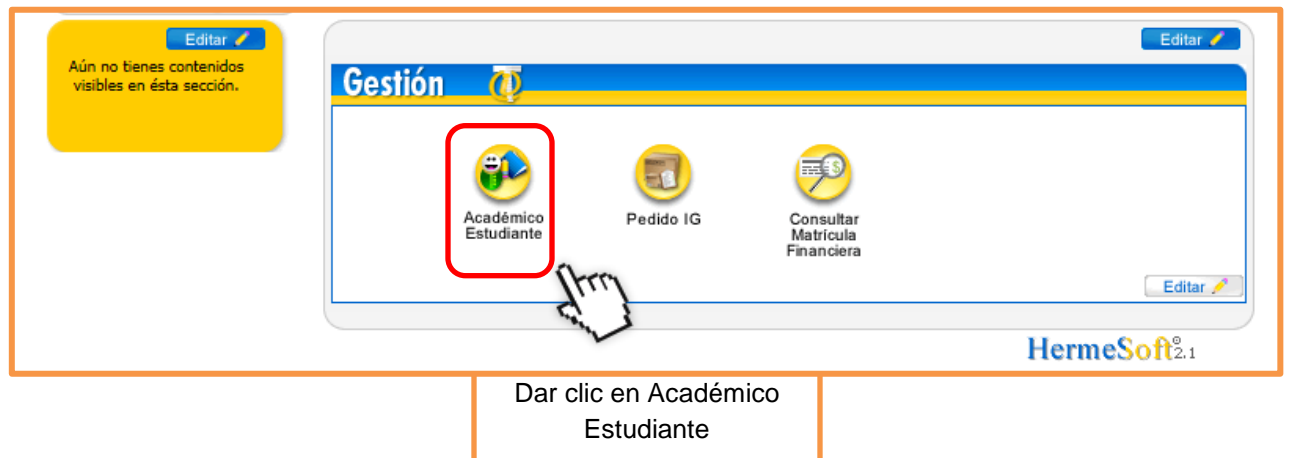 Editar
Aún no tienes contenidos
visibles en ésta sección.
Editar
Gestión
Académico
Estudiante
Pedido IG
Consultar
Matrícula
Financiera
Editar
HermeSoft® 2.1
Dar clic en Académico
Estudiante